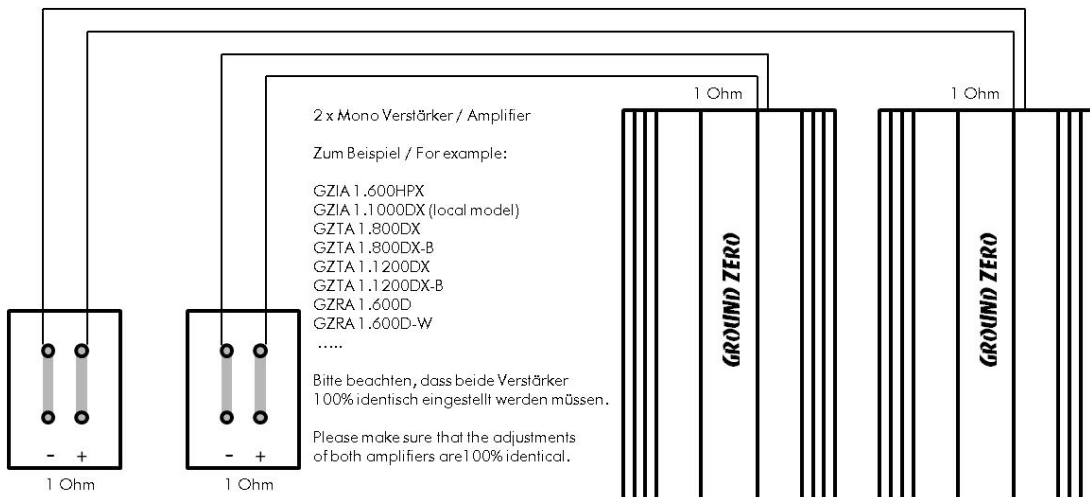 1 Ohm
1 Ohm
2 x Mono Verstärker / Amplifier
Zum Beispiel / For example:
GZIA 1.600HPX
GZIA 1.1000DX (local model)
GZTA 1.800DX
GZTA 1.800DX-B
GZTA 1.1200DX
GZTA 1.1200DX-B
GZRA 1.600D
GZRA 1.600D-W
.....
Bitte beachten, dass beide Verstärker
100% identisch eingestellt werden müssen.
Please make sure that the adjustments
of both amplifiers are100% identical.
GROUND ZERO
GROUND ZERO
- +
- +
1 Ohm
1 Ohm